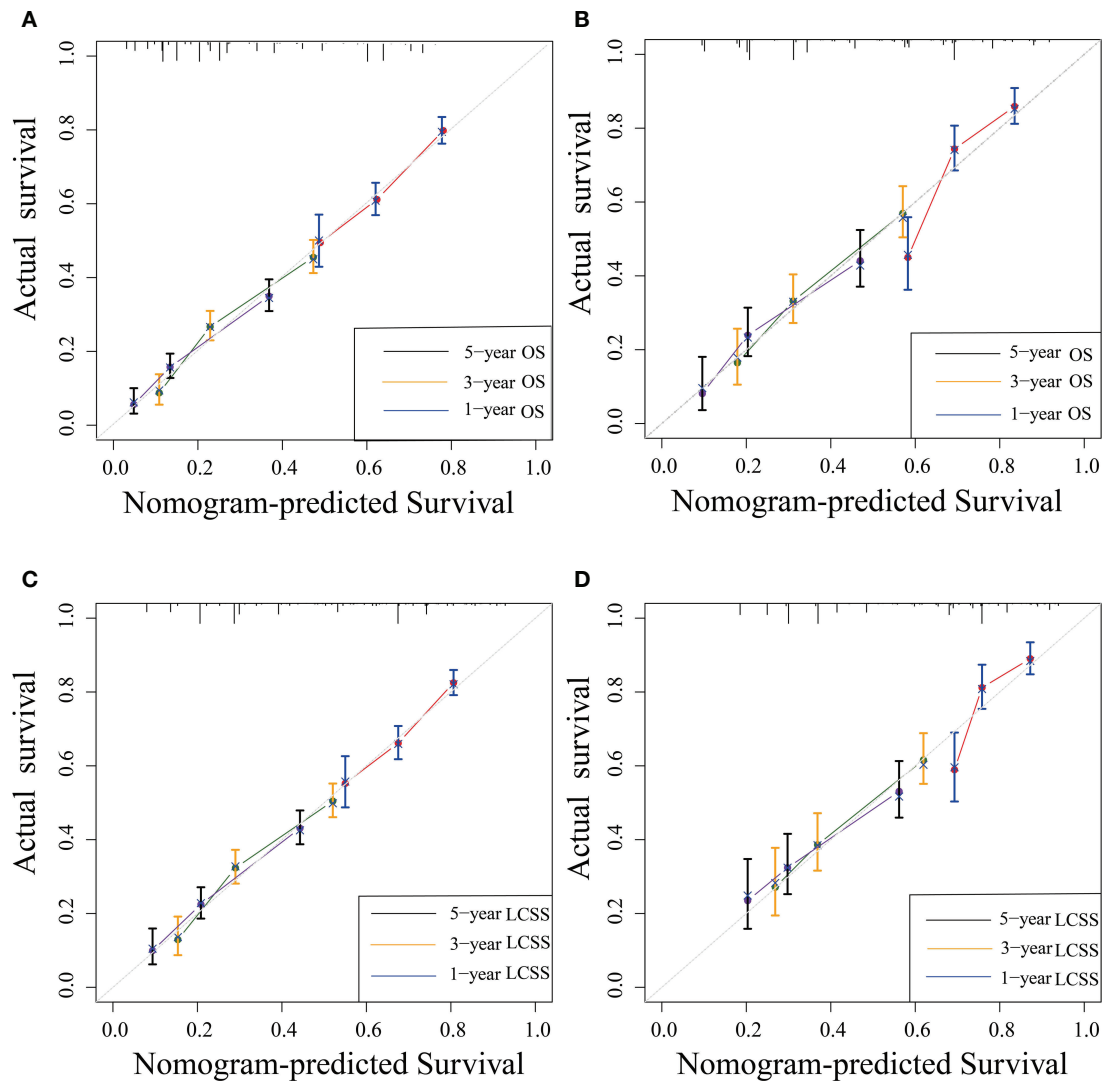 A
1.0
0.8
0.6
0.4
0.2
0.0
Actual survival
5-year OS
3-year OS
1-year OS
0.0 0.2 0.4 0.6 0.8 1.0
Nomogram-predicted Survival
B
1.0
0.8
0.6
0.4
0.2
0.0
Actual survival
5-year OS
3-year OS
1-year OS
0.0 0.2 0.4 0.6 0.8 1.0
Nomogram-predicted Survival
C
1.0
0.8
0.6
0.4
0.2
0.0
Actual survival
5-year LCSS
3-year LCSS
1-year LCSS
0.0 0.2 0.4 0.6 0.8 1.0
Nomogram-predicted Survival
D
1.0
0.8
0.6
0.4
0.2
0.0
Actual survival
5-year LCSS
3-year LCSS
1-year LCSS
0.0 0.2 0.4 0.6 0.8 1.0
Nomogram-predicted Survival